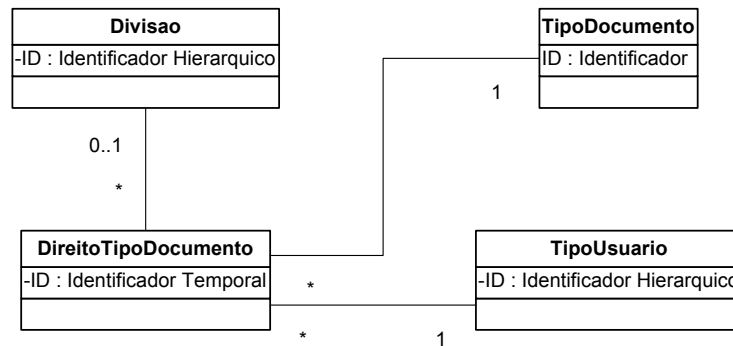 Divisao
-ID : Identificador Hierarquico
TipoDocumento
ID : Identificador
1
0..1
*
DireitoTipoDocumento
-ID : Identificador Temporal
*
TipoUsuario
-ID : Identificador Hierarquico
*
1